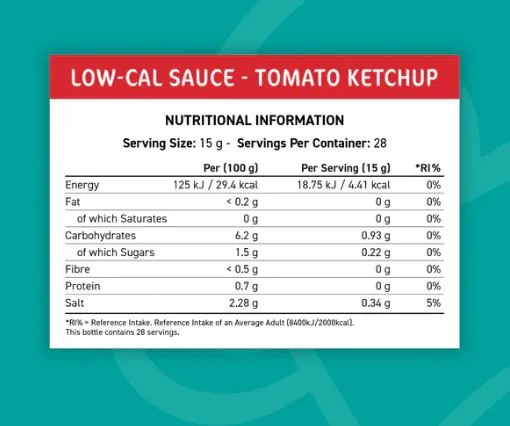 LOW-CAL SAUCE - TOMATO KETCHUP
NUTRITIONAL INFORMATION
Serving Size: 15 g - Servings Per Container: 28
Per (100 g) Per Serving (15 g) *RI%
Energy 125 kJ / 29.4 kcal 18.75 kJ / 4.41 kcal 0%
Fat < 0.2 g 0 g 0%
of which Saturates 0 g 0 g 0%
Carbohydrates 6.2 g 0.93 g 0%
of which Sugars 1.5 g 0.22 g 0%
Fibre < 0.5 g 0 g 0%
Protein 0.7 g 0 g 0%
Salt 2.28 g 0.34 g 5%
*RI% = Reference Intake. Reference Intake of an Average Adult (8400kJ/2000kcal).
This bottle contains 28 servings.